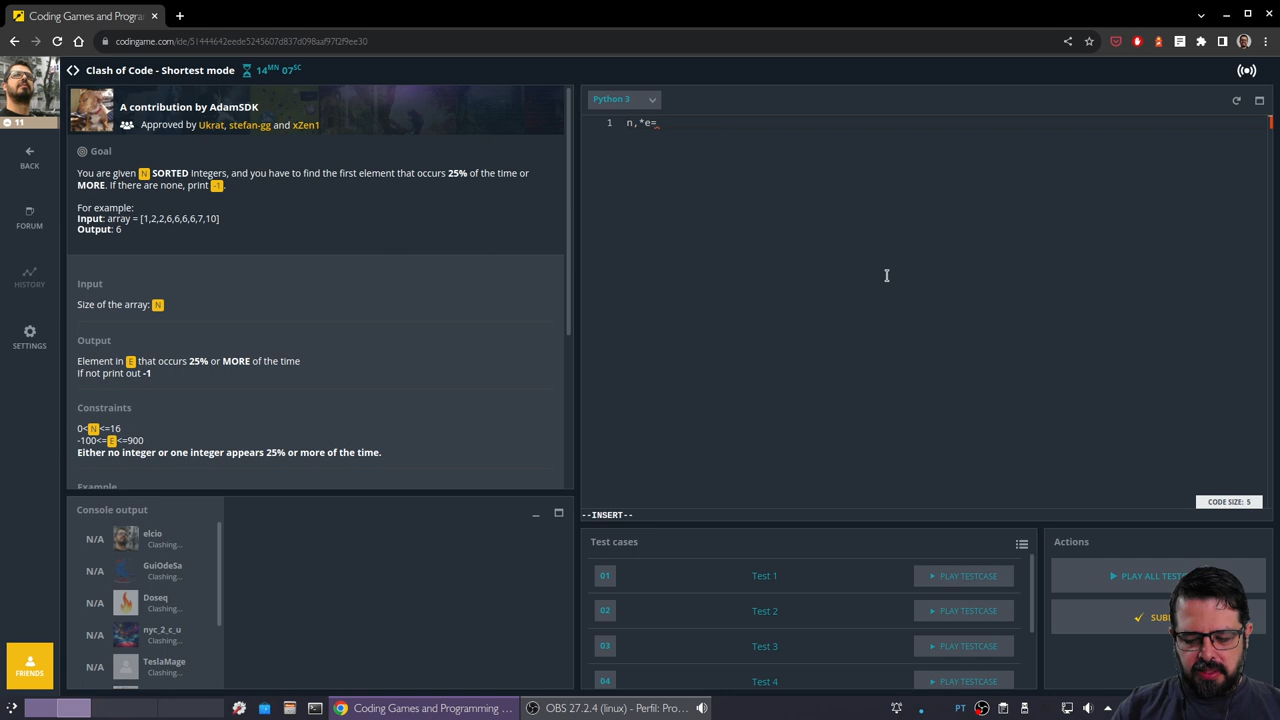 Coding Games and Progra
codingame.com/ide/51444642eede5245607d837d098aaf97f2f9ee30
Clash of Code - Shortest mode 14MN 07SC
11
BACK
FORUM
HISTORY
SETTINGS
FRIENDS
A contribution by AdamSDK
Approved by Ukrat, stefan-gg and xZen1
Goal
You are given N SORTED Integers, and you have to find the first element that occurs 25% of the time or
MORE. If there are none, print -1.
For example:
Input: array = [1,2,2,6,6,6,6,7,10]
Output: 6
Input
Size of the array: N
Output
Element in E that occurs 25% or MORE of the time
If not print out -1
Constraints
0<N<=16
-100<=E<=900
Either no integer or one integer appears 25% or more of the time.
Example
Console output
N/A elcio
Clashing...
N/A GuiOdeSa
Clashing...
N/A Doseq
Clashing...
N/A nyc_2_c_u
Clashing...
N/A TeslaMage
Clashing...
Python 3
1 n,*e=
CODE SIZE: 5
--INSERT--
Test cases
01 Test 1 PLAY TESTCASE
02 Test 2 PLAY TESTCASE
03 Test 3 PLAY TESTCASE
04 Test 4 PLAY TESTCASE
Actions
PLAY ALL TESTC
SUB
Coding Games and Programming ...
OBS 27.2.4 (linux) - Perfil: Pro...
PT